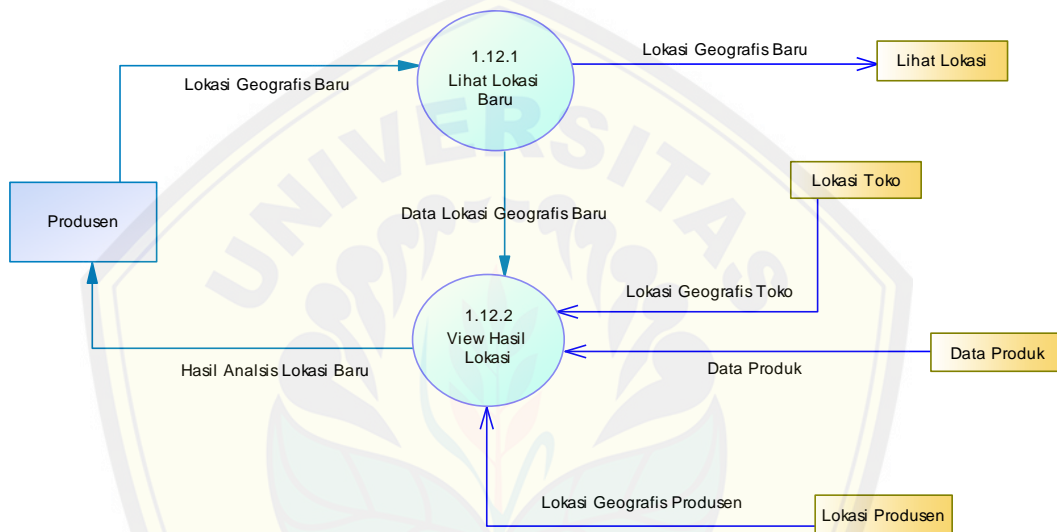 Lokasi Geografis Baru
1.12.1
Lihat Lokasi
Baru
Lokasi Geografis Baru
Lihat Lokasi
Produsen
Data Lokasi Geografis Baru
Lokasi Toko
Lokasi Geografis Toko
1.12.2
View Hasil
Lokasi
Hasil Analsis Lokasi Baru
Data Produk
Data Produk
Lokasi Geografis Produsen
Lokasi Produsen
UNIVERSITAS